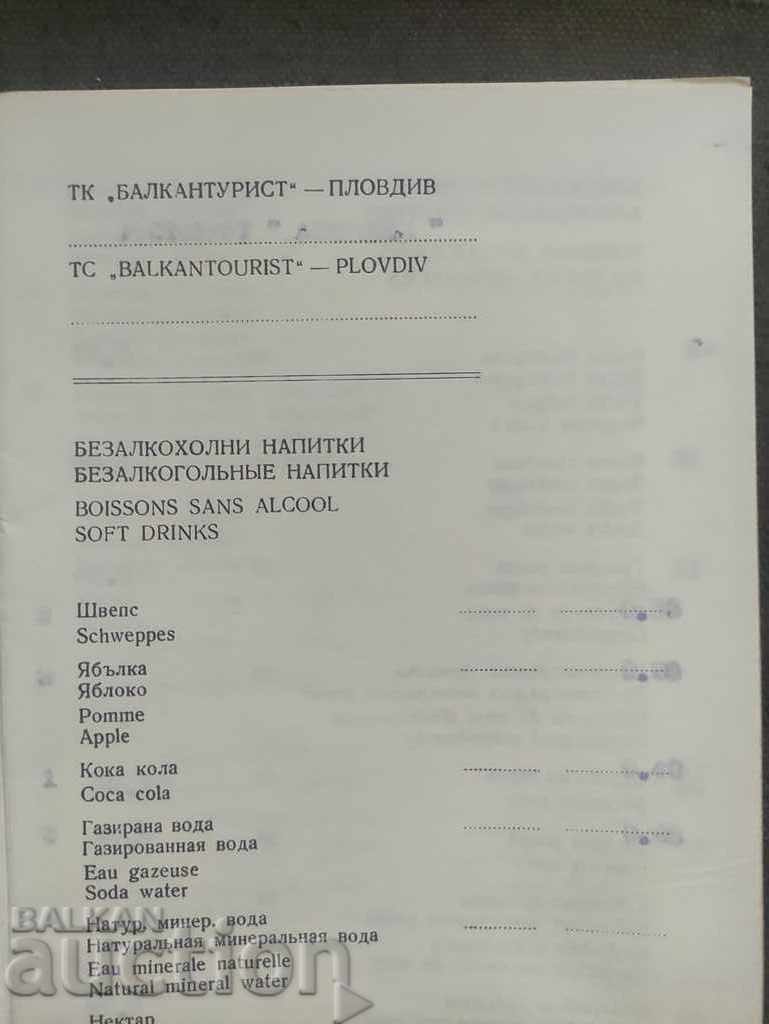 ТК „БАЛКАНТУРИСТ“ — ПЛОВДИВ
TC „BALKANTOURIST“ — PLOVDIV
БЕЗАЛКОХОЛНИ НАПИТКИ
БЕЗАЛКОГОЛЬНЫЕ НАПИТКИ
BOISSONS SANS ALCOOL
SOFT DRINKS
Швепс
Schweppes
Ябълка
Яблоко
Pomme
Apple
Кока кола
Coca cola
Газирана вода
Газированная вода
Eau gazeuse
Soda water
Натур. минер. вода
Натуральная минеральная вода
Eau minerale naturelle
Natural mineral water
Нектар
BALKAN
auction